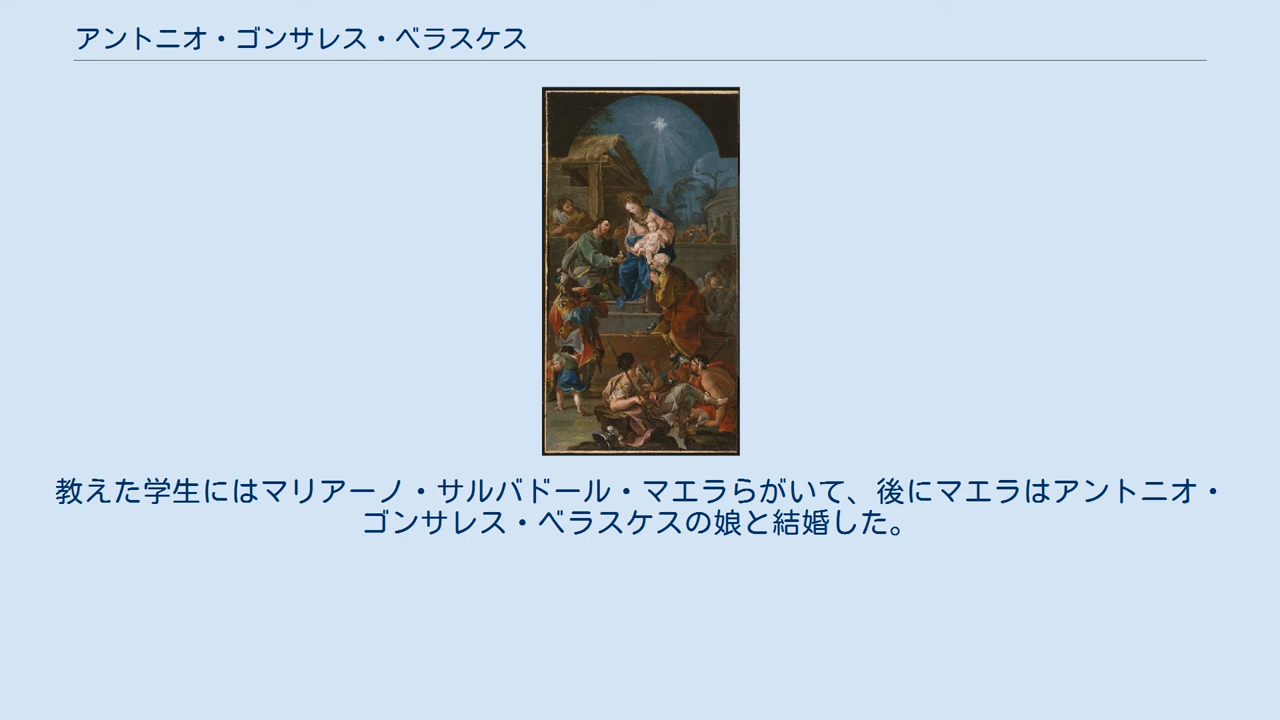 アントニオ・ゴンサレス・ベラスケス
教えた学生にはマリアーノ・サルバドール・マエラらがいて、後にマエラはアントニオ・
ゴンサレス・ベラスケスの娘と結婚した。